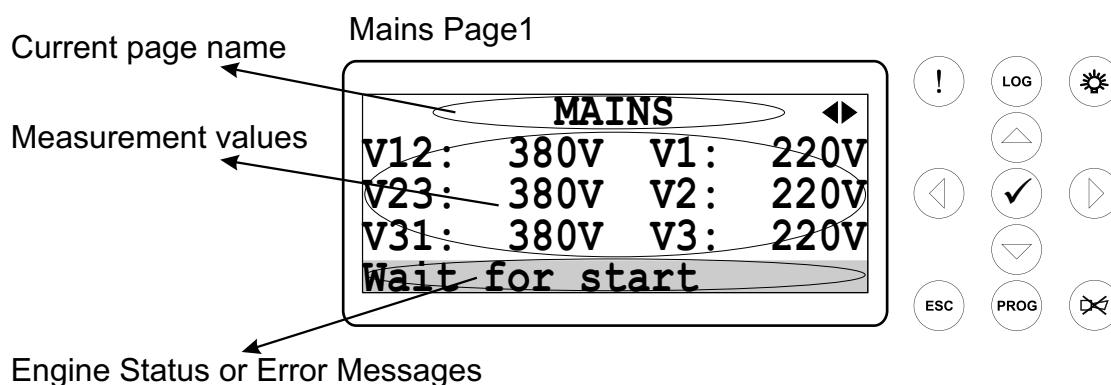 Mains Page1
Current page name
Measurement values
Engine Status or Error Messages
MAINS
V12: 380V V1: 220V
V23: 380V V2: 220V
V31: 380V V3: 220V
Wait for start
!
LOG
ESC
PROG